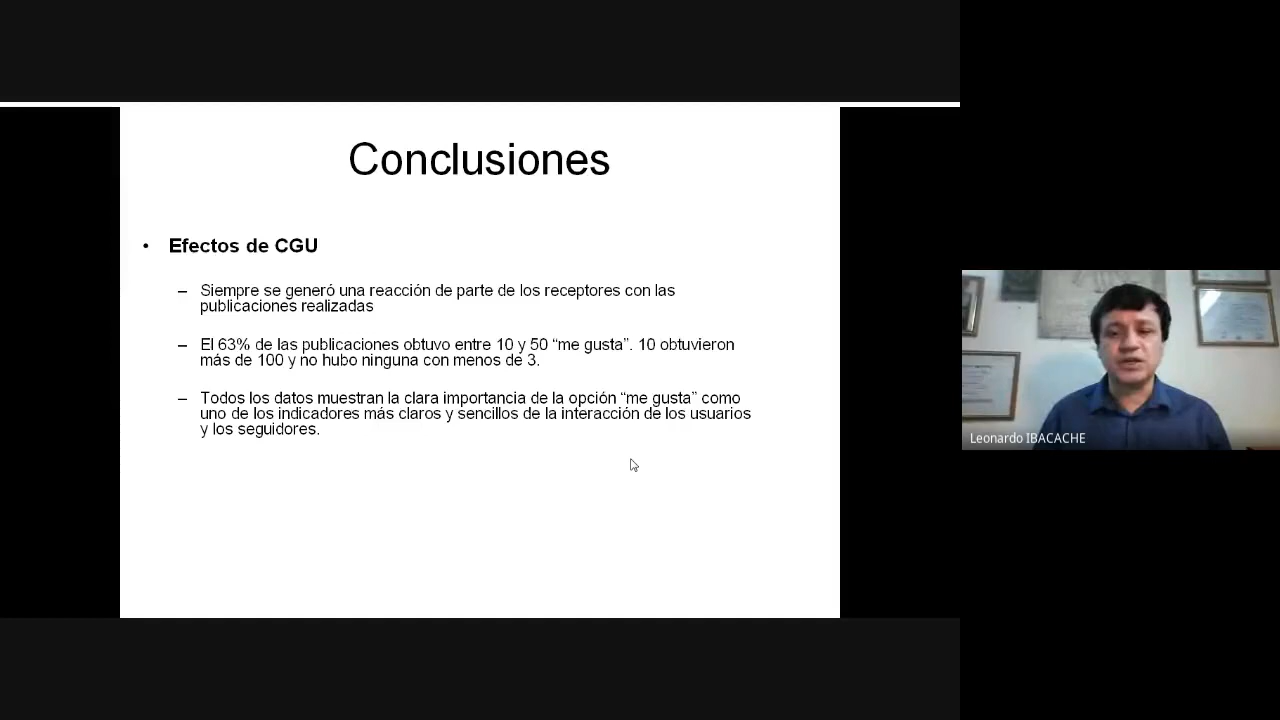 Conclusiones
• Efectos de CGU
– Siempre se generó una reacción de parte de los receptores con las
publicaciones realizadas
– El 63% de las publicaciones obtuvo entre 10 y 50 “me gusta”. 10 obtuvieron
más de 100 y no hubo ninguna con menos de 3.
– Todos los datos muestran la clara importancia de la opción “me gusta” como
uno de los indicadores más claros y sencillos de la interacción de los usuarios
y los seguidores.
Leonardo IBACACHE